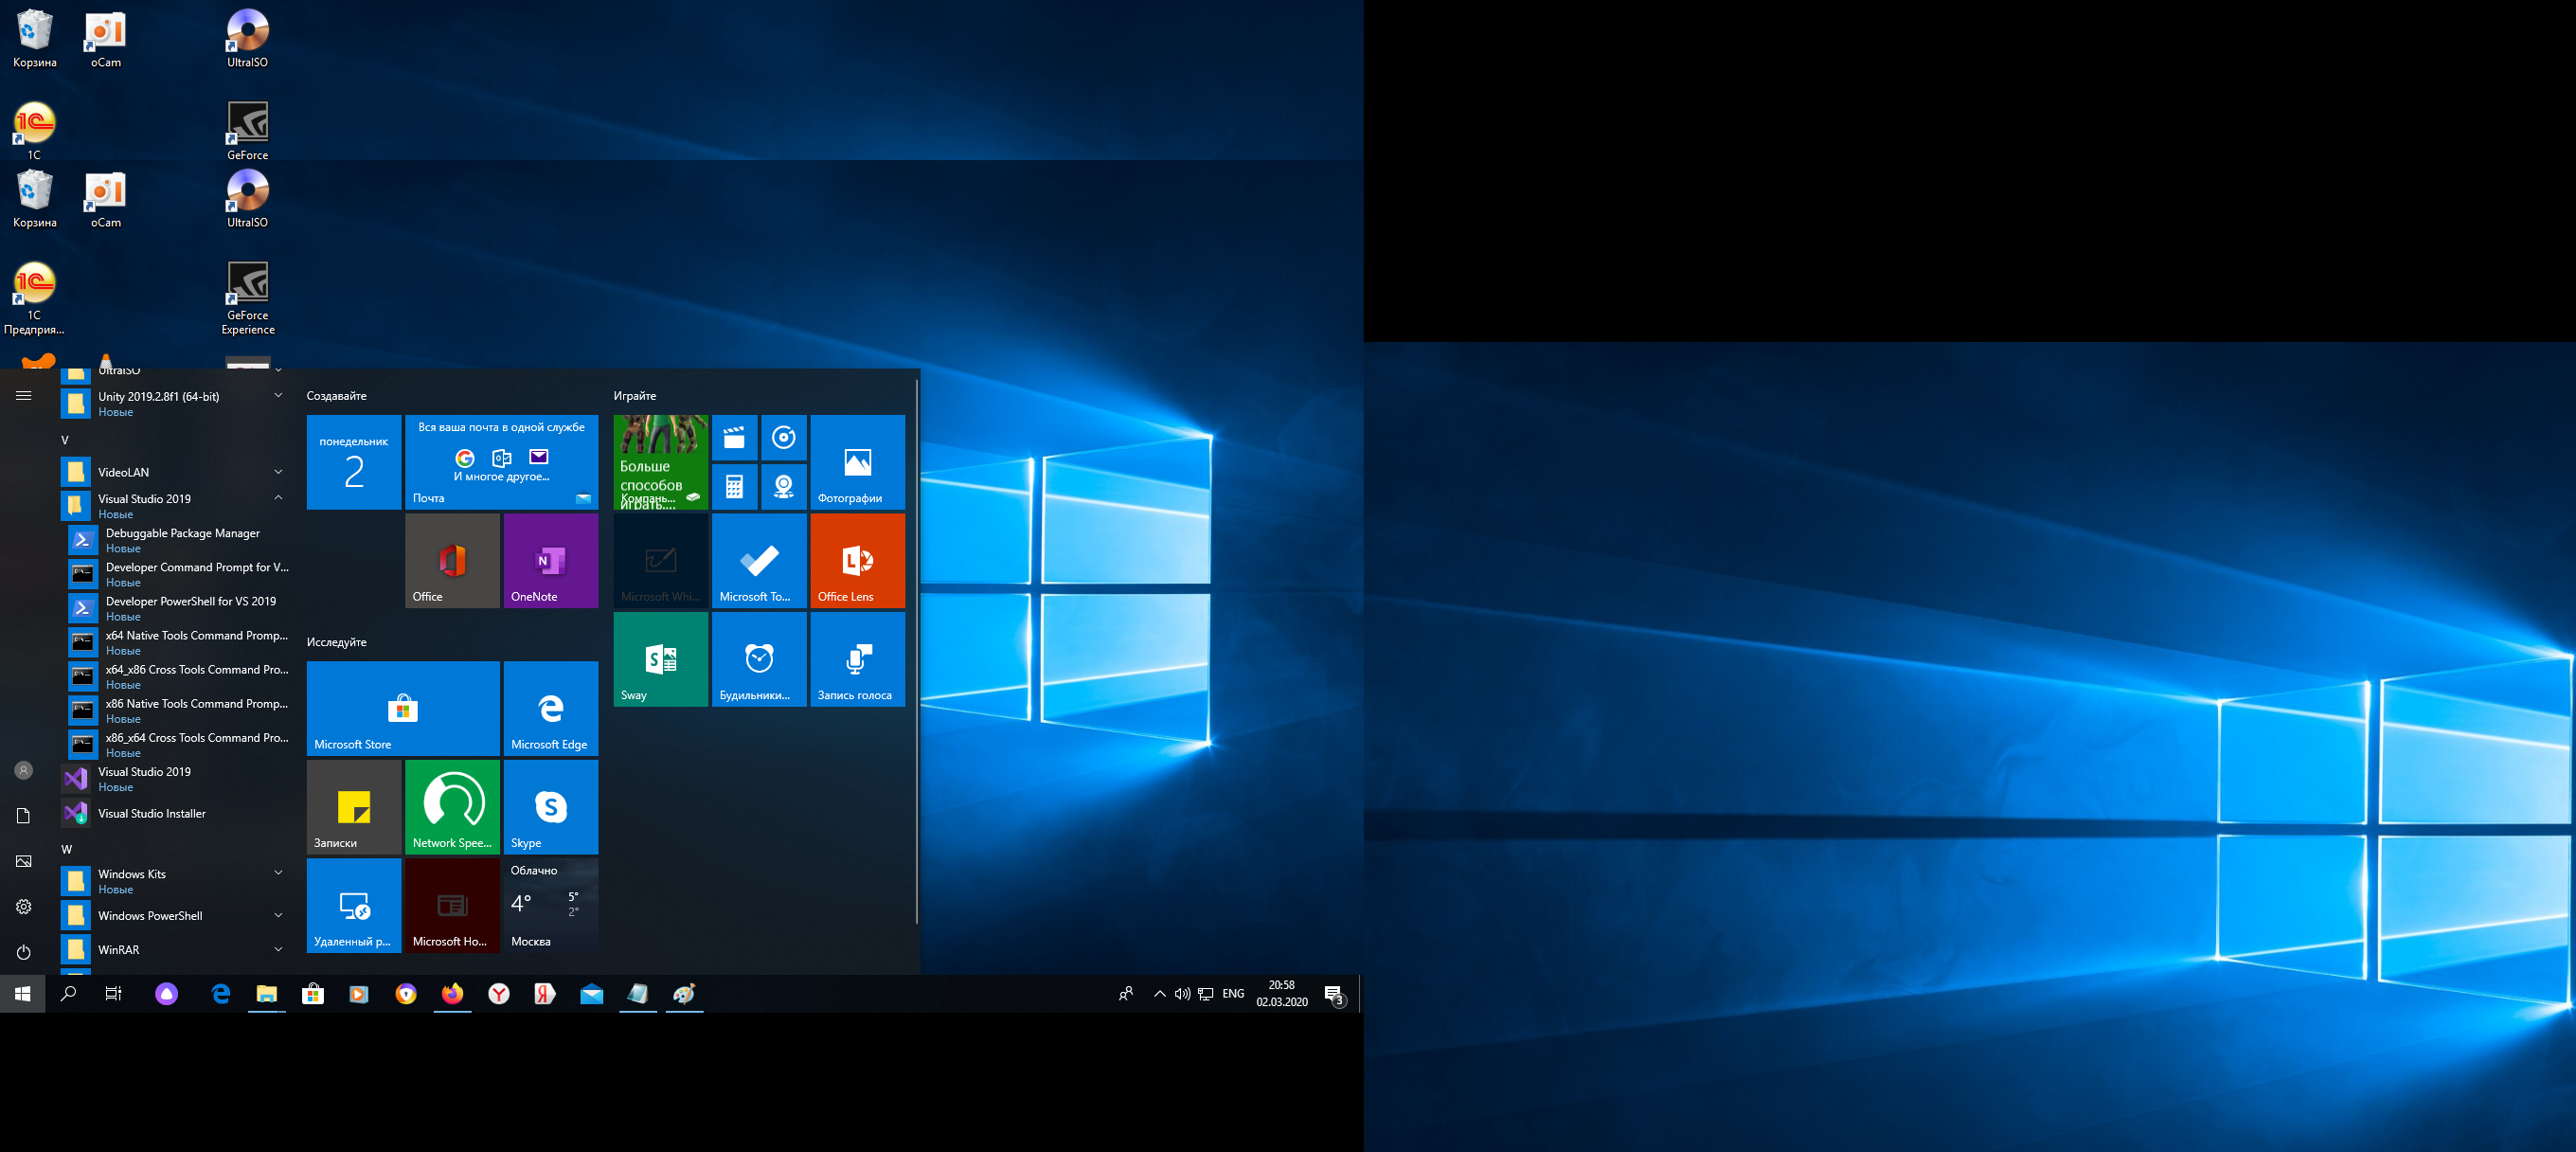 Корзина
oCam
UltraISO
1C
GeForce
Корзина
oCam
UltraISO
1C
Предприя...
GeForce
Experience
UltraISO
Unity 2019.2.8f1 (64-bit)
Новые
V
VideoLAN
Visual Studio 2019
Новые
Debuggable Package Manager
Новые
Developer Command Prompt for V...
Новые
Developer PowerShell for VS 2019
Новые
x64 Native Tools Command Promp...
Новые
x64_x86 Cross Tools Command Pro...
Новые
x86 Native Tools Command Promp...
Новые
x86_x64 Cross Tools Command Pro...
Новые
Visual Studio 2019
Новые
Visual Studio Installer
W
Windows Kits
Новые
Windows PowerShell
WinRAR
Создавайте
понедельник
2
Вся ваша почта в одной службе
И многое другое...
Почта
Office
OneNote
Исследуйте
Microsoft Store
Microsoft Edge
Записки
Network Spee...
Skype
Удаленный р...
Microsoft Ho...
Облачно
4°
5°
2°
Москва
Играйте
Больше
способов
играть....
Компань...
Фотографии
Microsoft Whi...
Microsoft To...
Office Lens
Sway
Будильники...
Запись голоса
ENG
20:58
02.03.2020
3